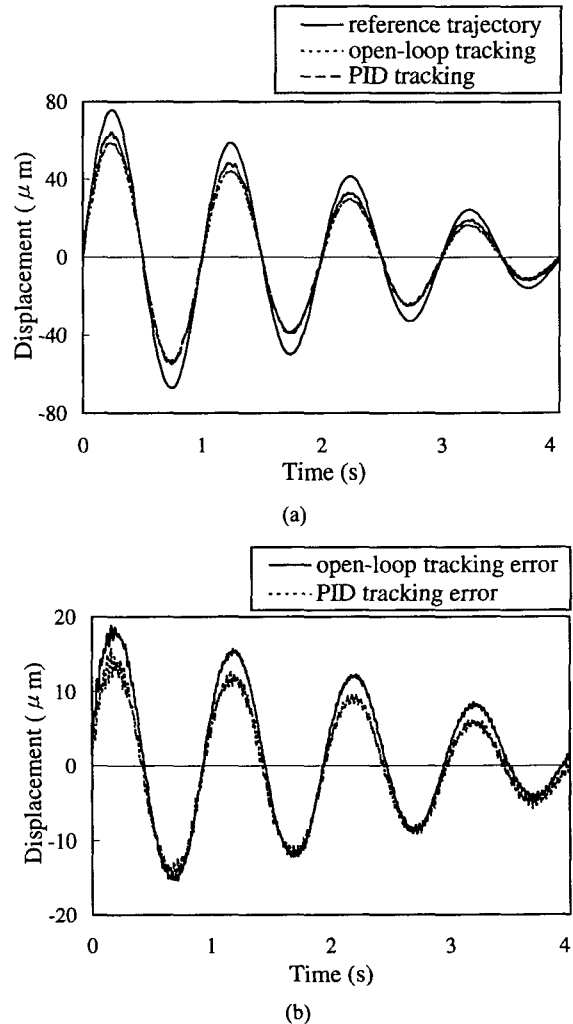 reference trajectory
open-loop tracking
PID tracking
80
40
0
-40
-80
Displacement ( μ m)
0 1 2 3 4
Time (s)
(a)
open-loop tracking error
PID tracking error
20
10
0
-10
-20
Displacement ( μ m)
0 1 2 3 4
Time (s)
(b)